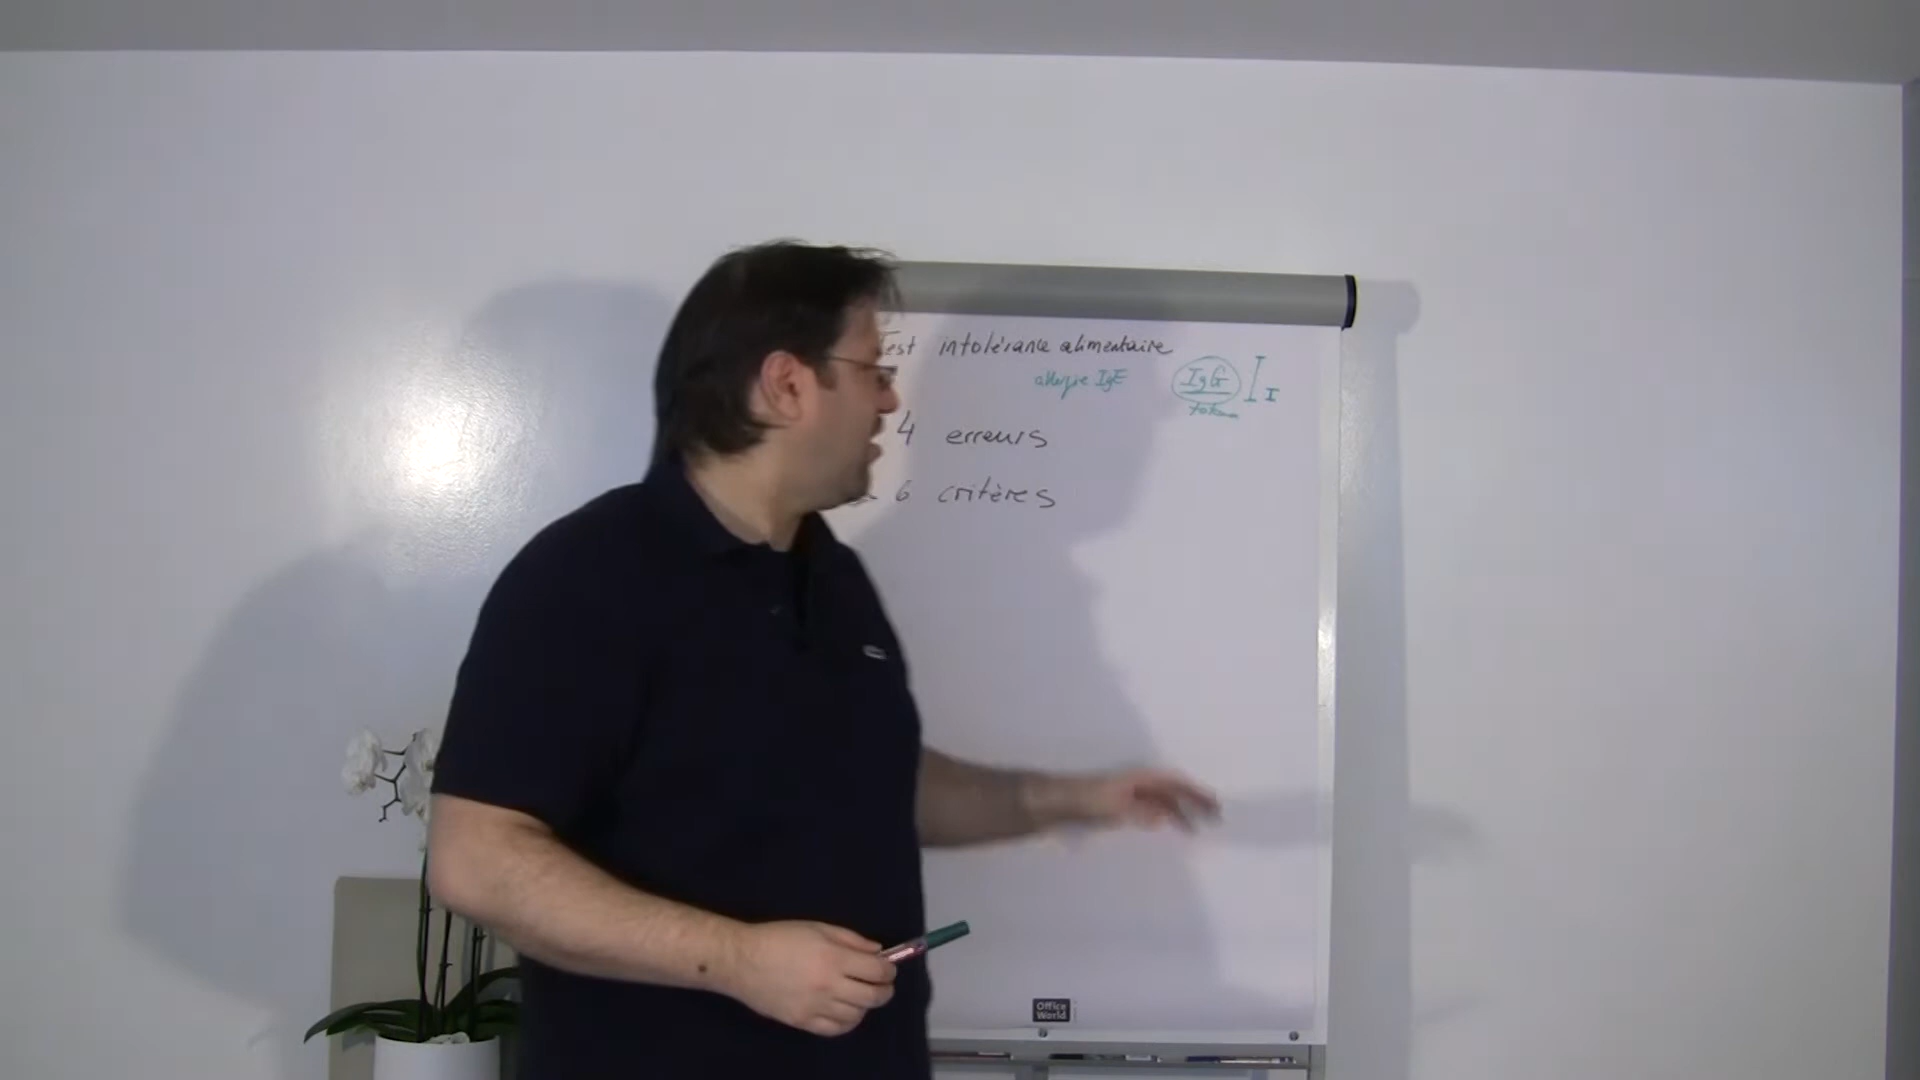 Test intolérance alimentaire
allergie IgE
IgG
I
4 erreurs
6 critères
Office
World